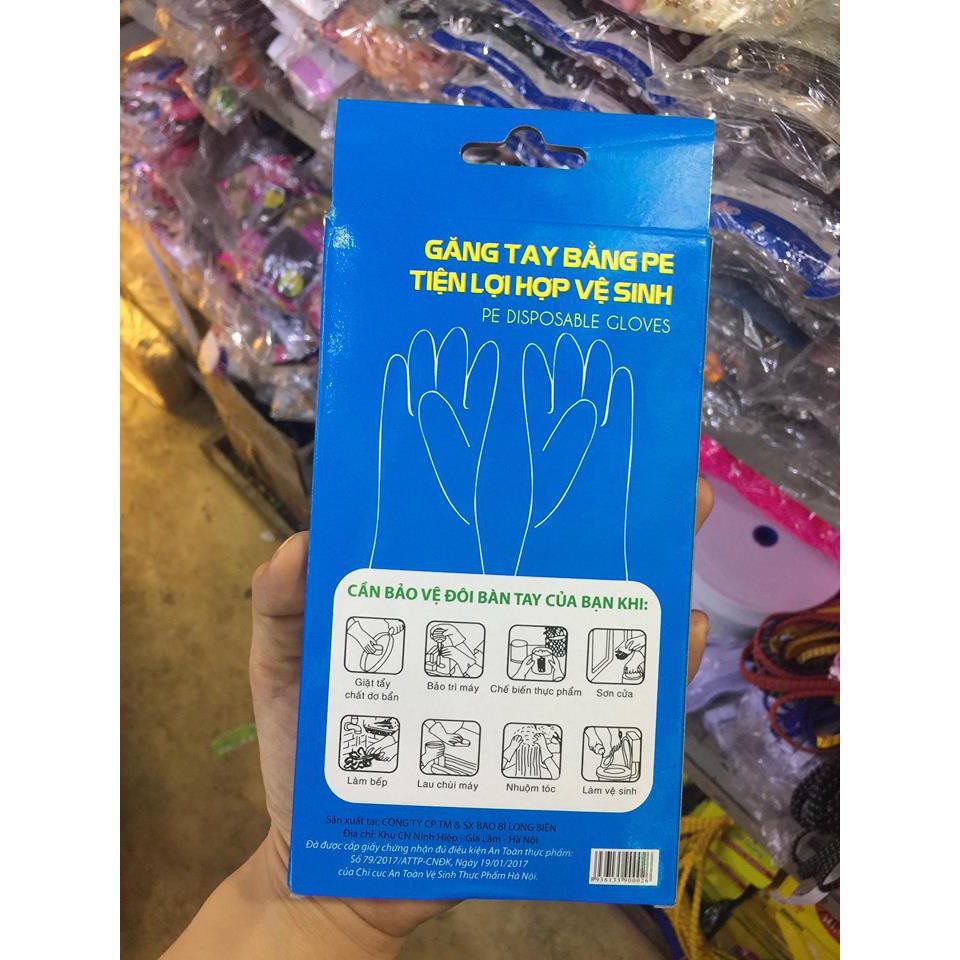 GĂNG TAY BẰNG PE
TIỆN LỢI HỢP VỆ SINH
PE DISPOSABLE GLOVES
CẦN BẢO VỆ ĐÔI BÀN TAY CỦA BẠN KHI:
Giặt tẩy
chất dơ bẩn
Bảo trì máy
Chế biến thực phẩm
Sơn cửa
Làm bếp
Lau chùi máy
Nhuộm tóc
Làm vệ sinh
Sản xuất tại: CÔNG TY CP TM & SX BAO BÌ LONG BIÊN
Địa chỉ: Khu CN Ninh Hiệp - Gia Lâm - Hà Nội
Đã được cấp giấy chứng nhận đủ điều kiện An Toàn thực phẩm:
Số 79/2017/ATTP-CNĐK, Ngày 19/01/2017
của Chi cục An Toàn Vệ Sinh Thực Phẩm Hà Nội.
8936135900026